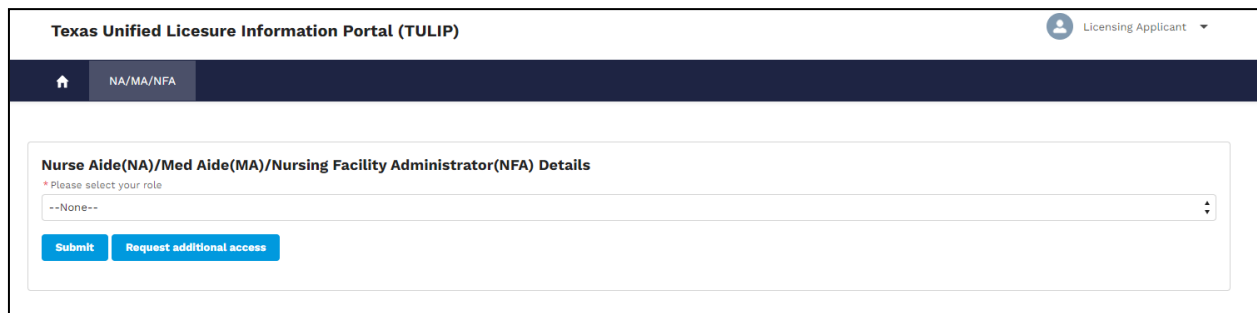 Texas Unified Licesure Information Portal (TULIP)
Licensing Applicant
NA/MA/NFA
Nurse Aide(NA)/Med Aide(MA)/Nursing Facility Administrator(NFA) Details
* Please select your role
--None--
Submit
Request additional access